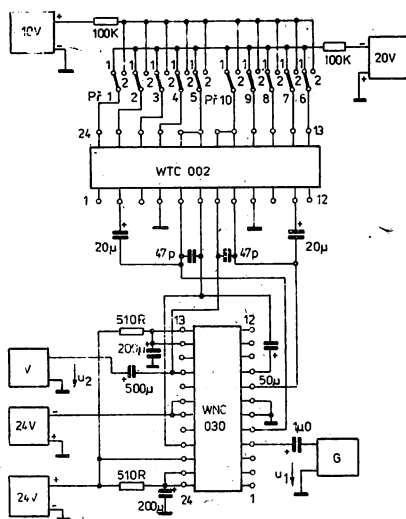 10V
+
-
100K
100K
-
+
20V
1 1 1 1 1 1 1 1 1 1
2 2 2 2 2 2 2 2 2 2
Př 1 2 3 4 5 Př 10 9 8 7 6
24 13
WTC 002
1 12
+
20µ
47p
47p
+
20µ
510R
13
12
200µ
V
u2
500µ
WNC
030
50µ
24V
-
+
1µ0
G
u1
24V
+
-
510R
200µ
24
1